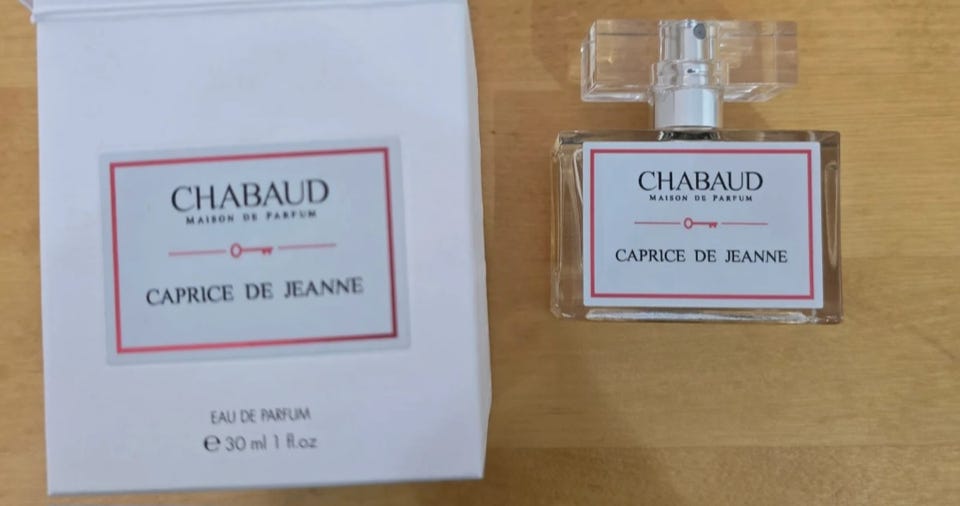 CHABAUD
MAISON DE PARFUM
CAPRICE DE JEANNE
EAU DE PARFUM
℮ 30 ml 1 fl.oz
CHABAUD
MAISON DE PARFUM
CAPRICE DE JEANNE